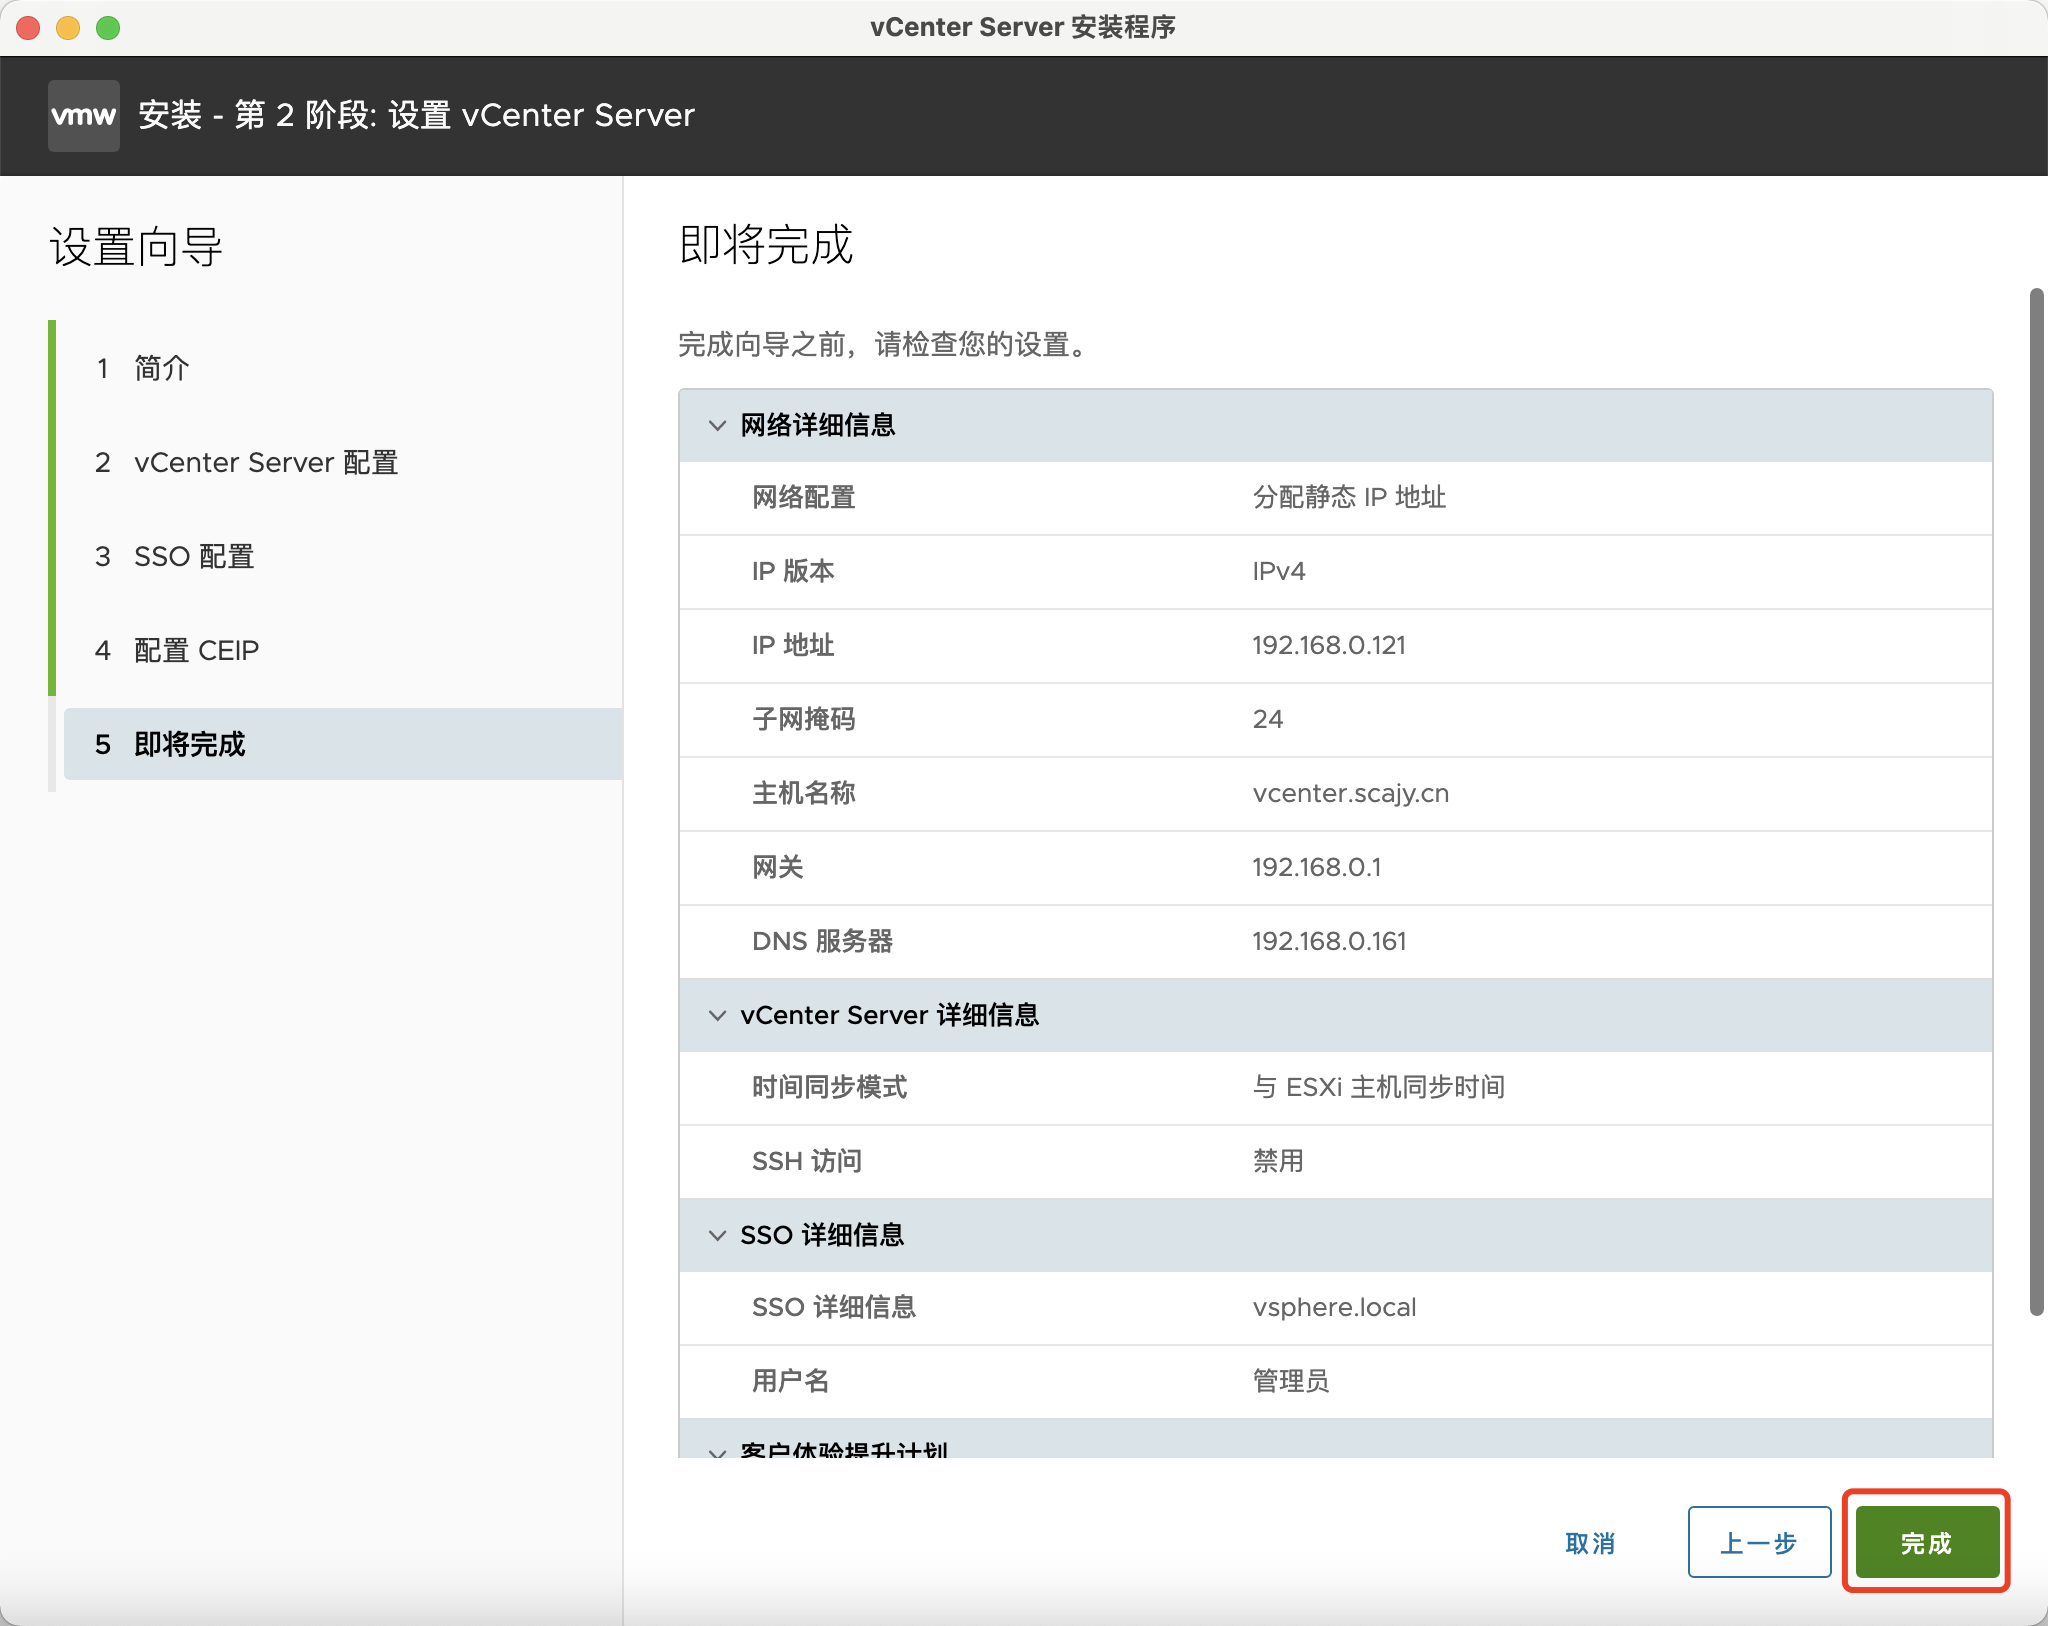 vCenter Server 安装程序
vmw 安装 - 第 2 阶段: 设置 vCenter Server
设置向导
1 简介
2 vCenter Server 配置
3 SSO 配置
4 配置 CEIP
5 即将完成
即将完成
完成向导之前，请检查您的设置。
网络详细信息
网络配置 分配静态 IP 地址
IP 版本 IPv4
IP 地址 192.168.0.121
子网掩码 24
主机名称 vcenter.scajy.cn
网关 192.168.0.1
DNS 服务器 192.168.0.161
vCenter Server 详细信息
时间同步模式 与 ESXi 主机同步时间
SSH 访问 禁用
SSO 详细信息
SSO 详细信息 vsphere.local
用户名 管理员
客户体验提升计划
取消 上一步 完成